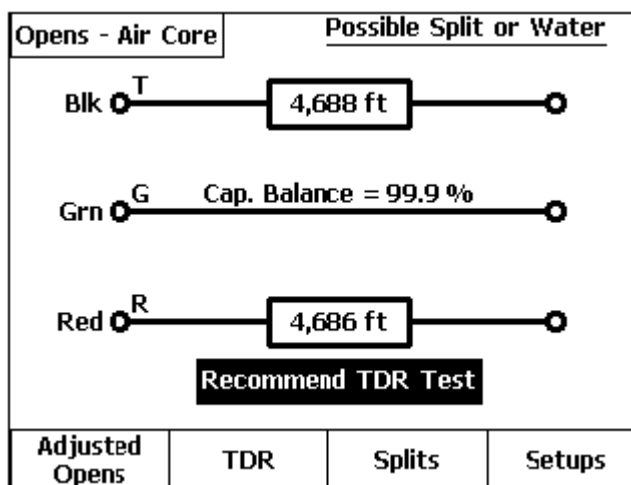 Opens - Air Core
Possible Split or Water
T
Blk
4,688 ft
G
Cap. Balance = 99.9 %
Grn
R
Red
4,686 ft
Recommend TDR Test
Adjusted
Opens
TDR
Splits
Setups